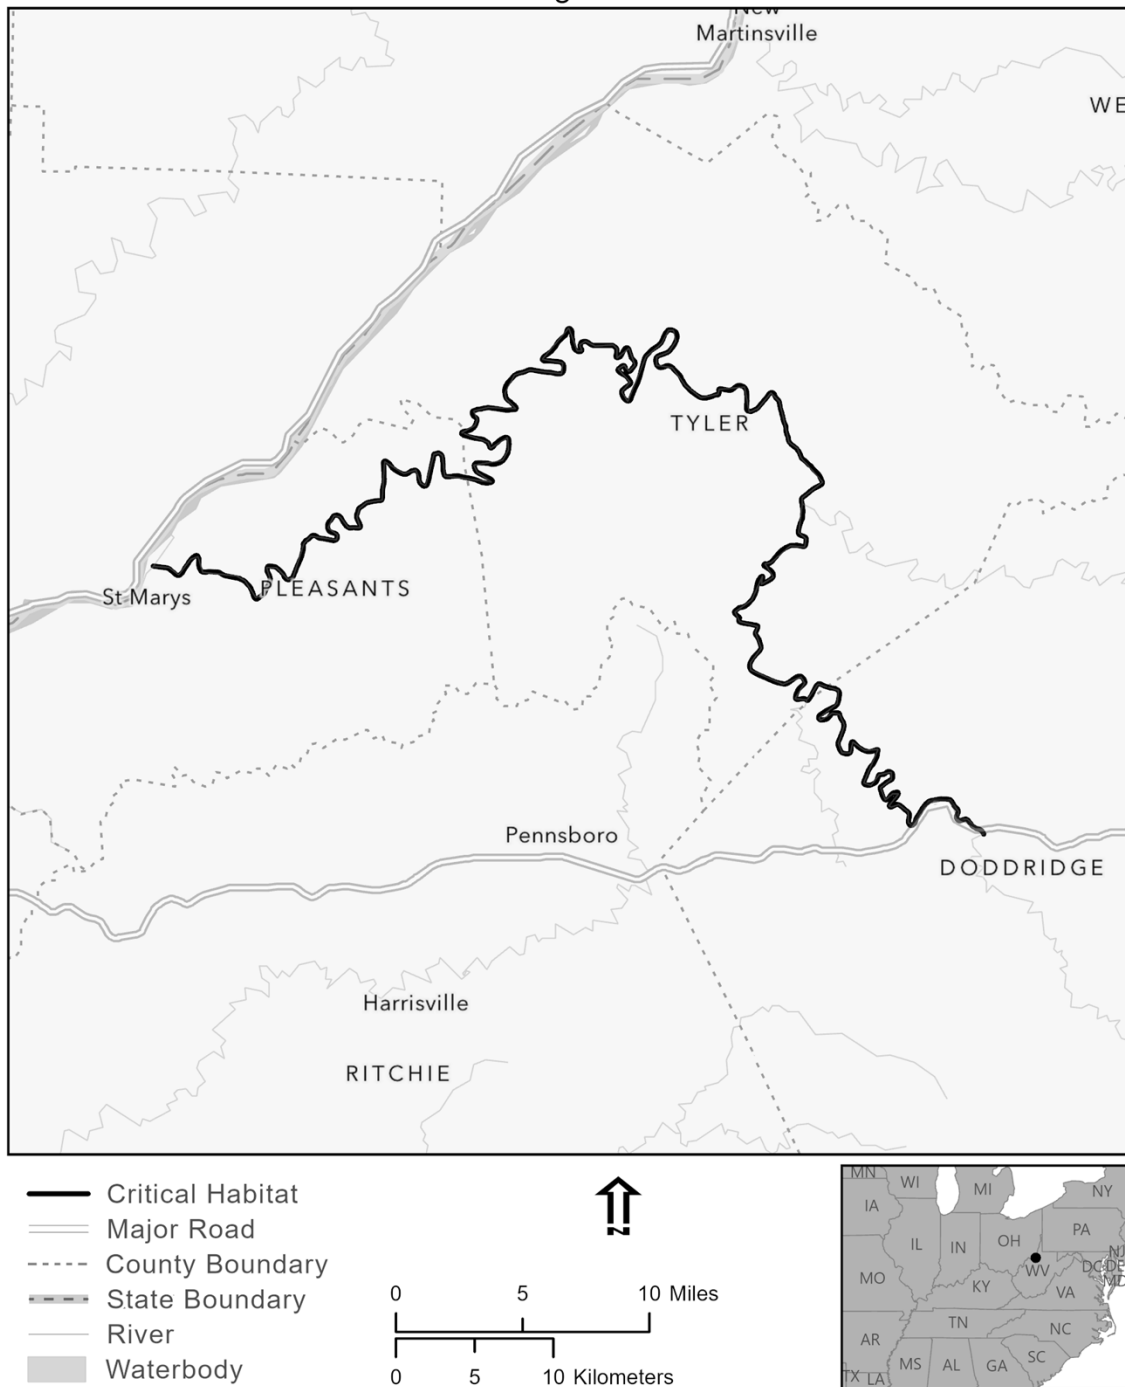 New
Martinsville
WE
TYLER
PLEASANTS
St Marys
Pennsboro
DODDRIDGE
Harrisville
RITCHIE
Critical Habitat
Major Road
County Boundary
State Boundary
River
Waterbody
N
0 5 10 Miles
0 5 10 Kilometers
MN
WI
MI
NY
IA
PA
IL
IN
OH
NJ
MO
WV
DC
DE
MD
KY
VA
TN
NC
AR
SC
MS
AL
GA
TX
LA